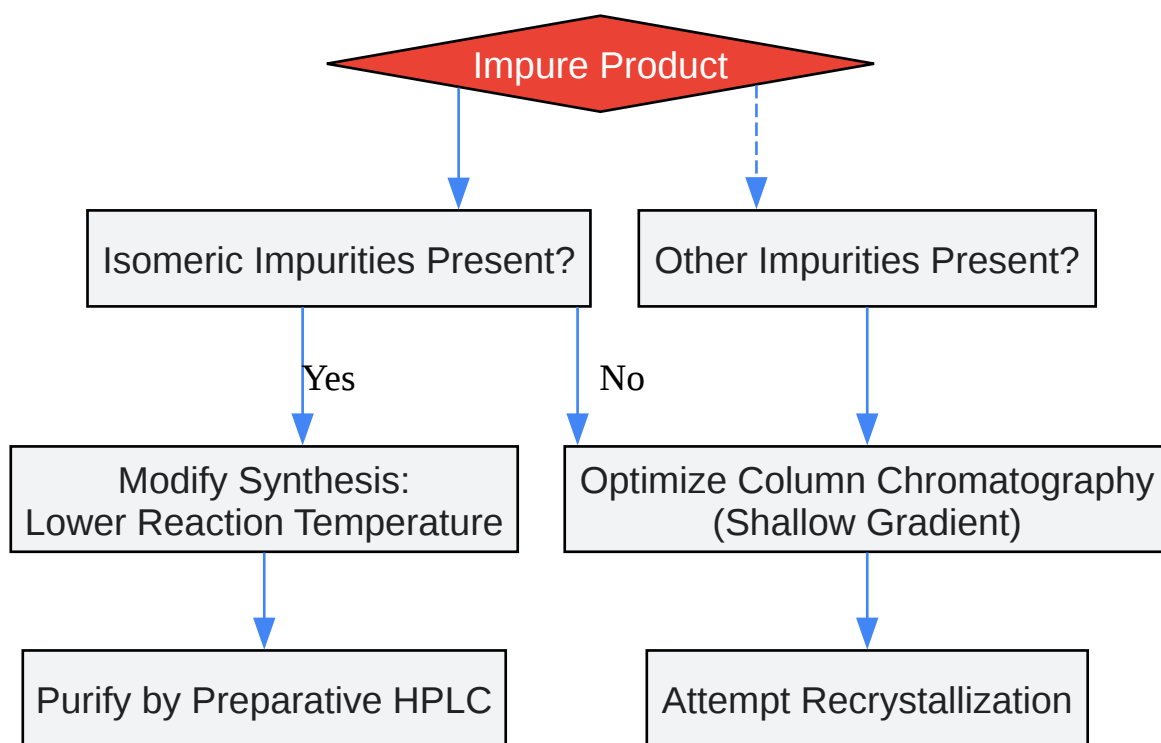 Impure Product
Isomeric Impurities Present?
Other Impurities Present?
Yes
No
Modify Synthesis:
Lower Reaction Temperature
Optimize Column Chromatography
(Shallow Gradient)
Purify by Preparative HPLC
Attempt Recrystallization